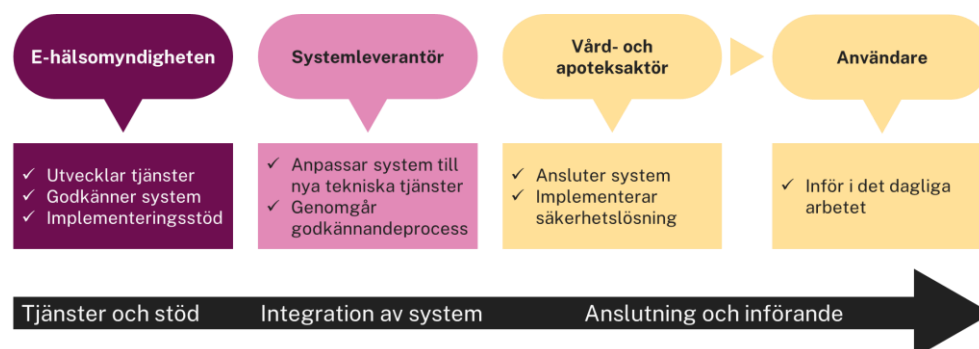 E-hälsomyndigheten
Systemleverantör
Vård- och
apoteksaktör
Användare
✓ Utvecklar tjänster
✓ Godkänner system
✓ Implementeringsstöd
✓ Anpassar system till
nya tekniska tjänster
✓ Genomgår
godkännandeprocess
✓ Ansluter system
✓ Implementerar
säkerhetslösning
✓ Inför i det dagliga
arbetet
Tjänster och stöd
Integration av system
Anslutning och införande